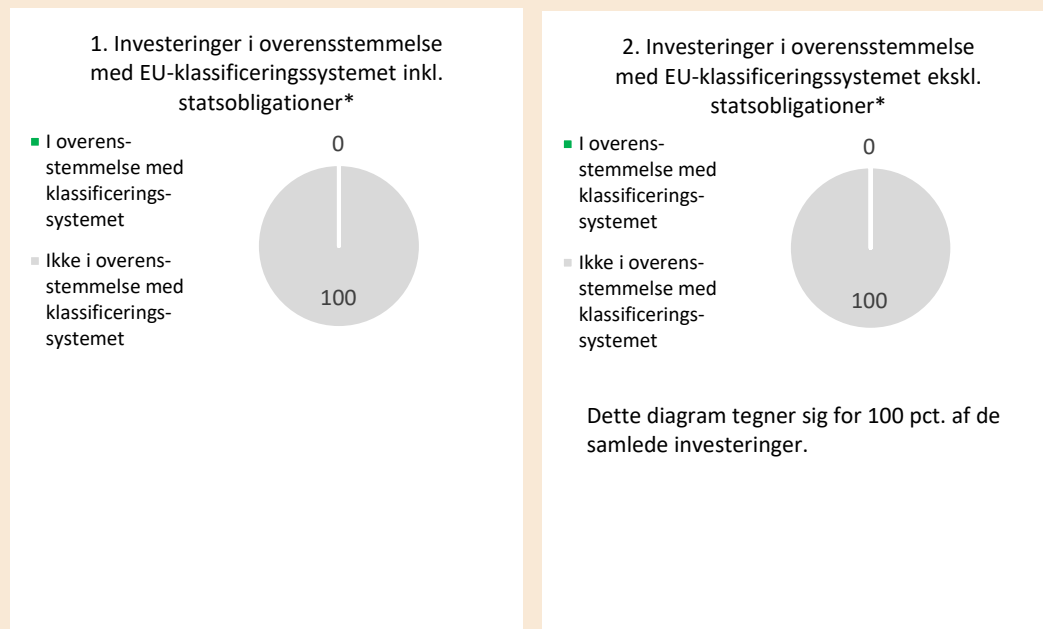 1. Investeringer i overensstemmelse
med EU-klassificeringssystemet inkl.
statsobligationer*
I overens-
stemmelse med
klassificerings-
systemet
Ikke i overens-
stemmelse med
klassificerings-
systemet
0
100
2. Investeringer i overensstemmelse
med EU-klassificeringssystemet ekskl.
statsobligationer*
I overens-
stemmelse med
klassificerings-
systemet
Ikke i overens-
stemmelse med
klassificerings-
systemet
0
100
Dette diagram tegner sig for 100 pct. af de
samlede investeringer.